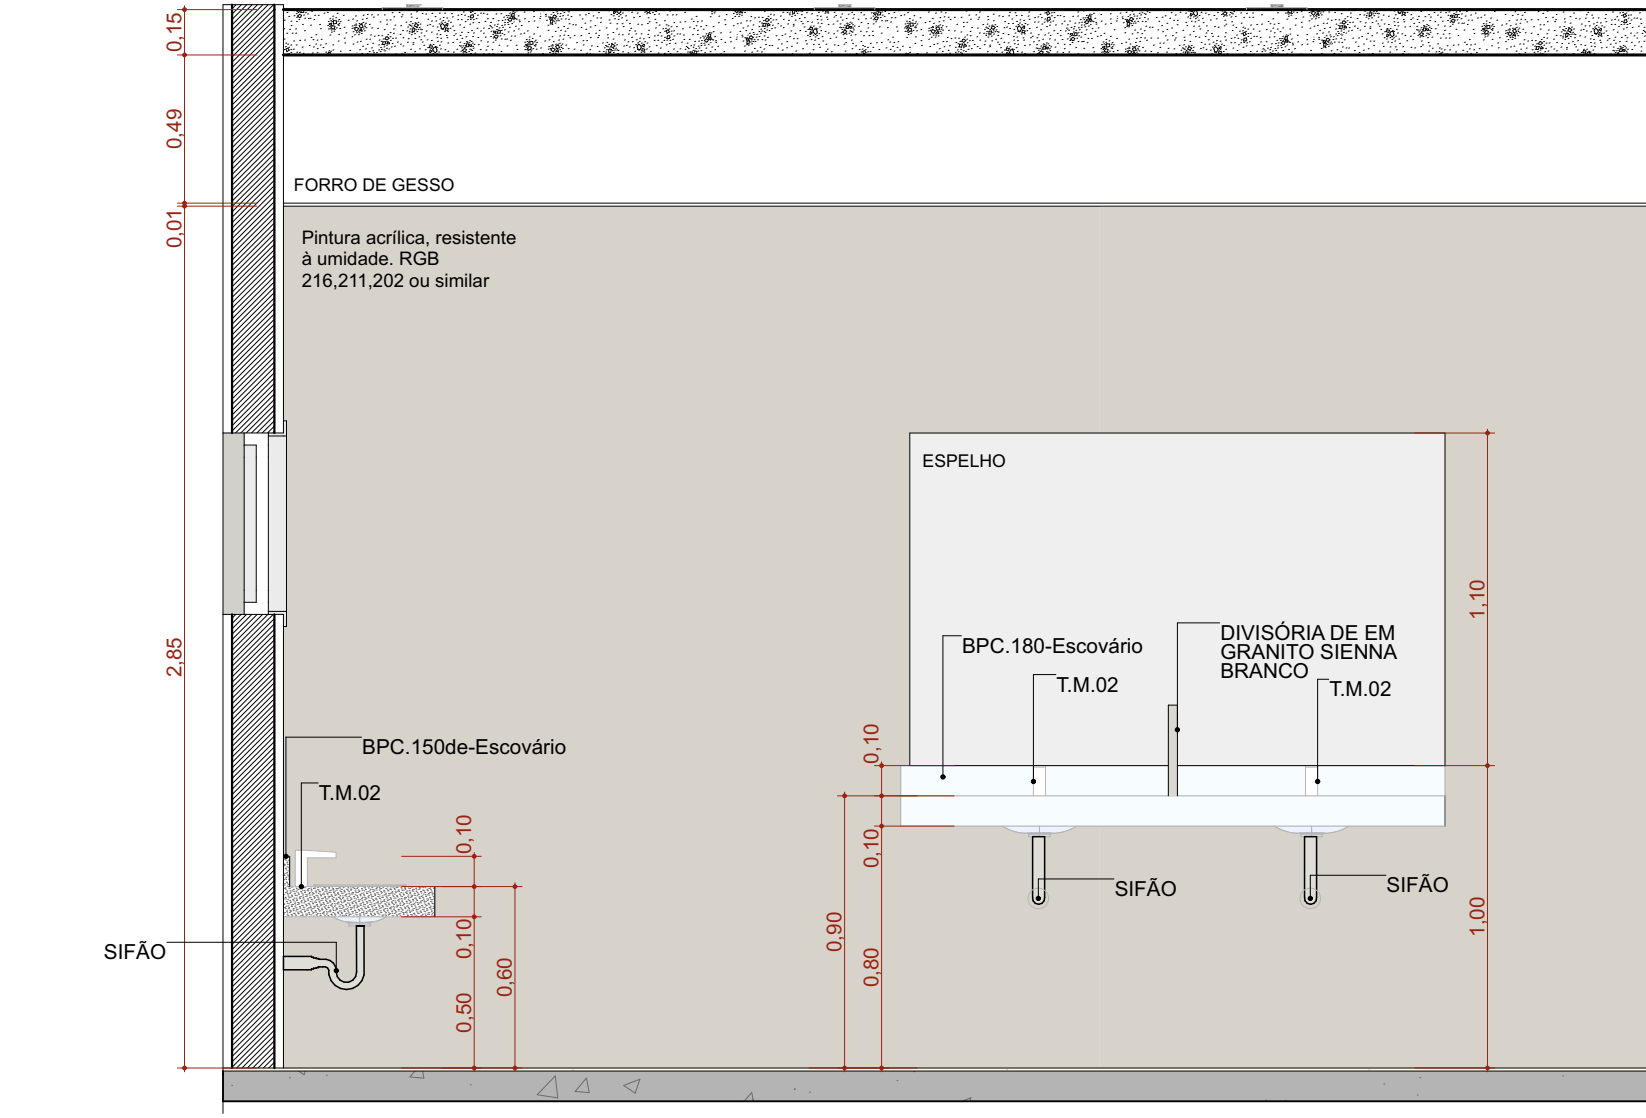 0,15
0,49
FORRO DE GESSO
0,01
Pintura acrílica, resistente
à umidade. RGB
216,211,202 ou similar
ESPELHO
1,10
2,85
BPC.180-Escovário
DIVISÓRIA DE EM
GRANITO SIENNA
BRANCO
T.M.02
T.M.02
0,10
BPC.150de-Escovário
T.M.02
0,10
0,10
SIFÃO
SIFÃO
1,00
0,90
0,10
SIFÃO
0,80
0,60
0,50